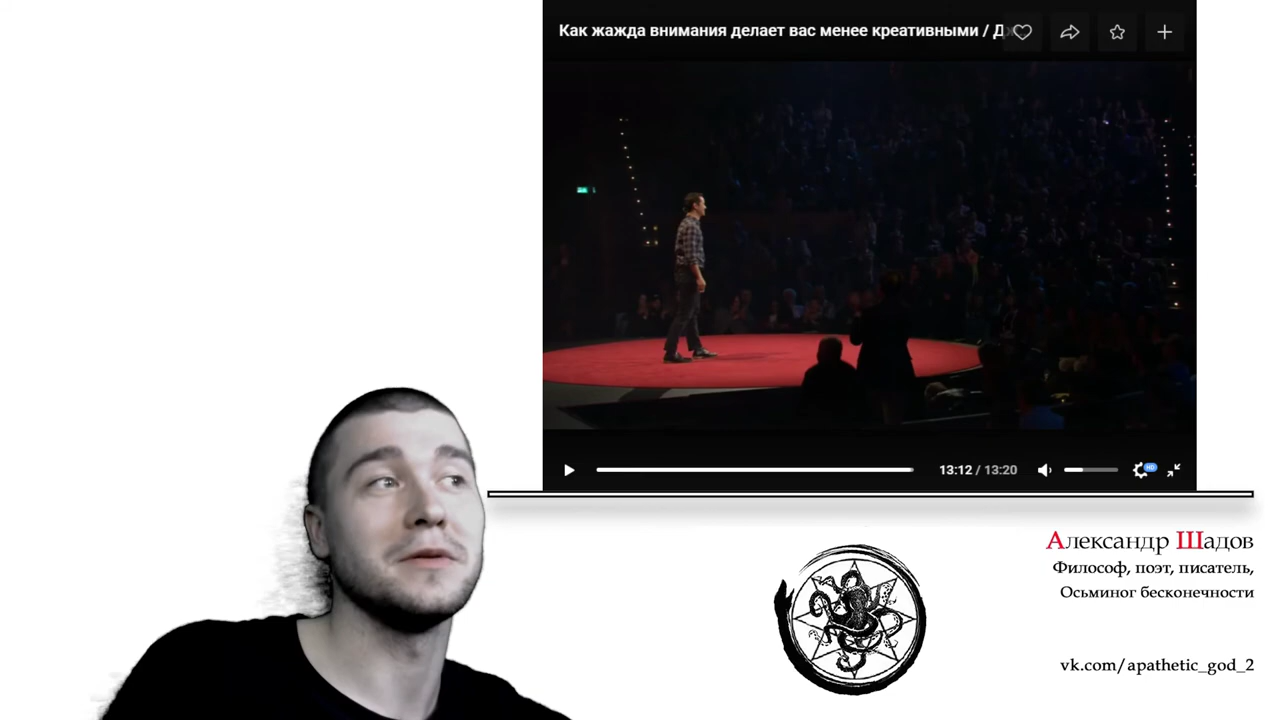 Как жажда внимания делает вас менее креативными / Д
13:12 / 13:20
HD
Александр Шадов
Философ, поэт, писатель,
Осьминог бесконечности
vk.com/apathetic_god_2